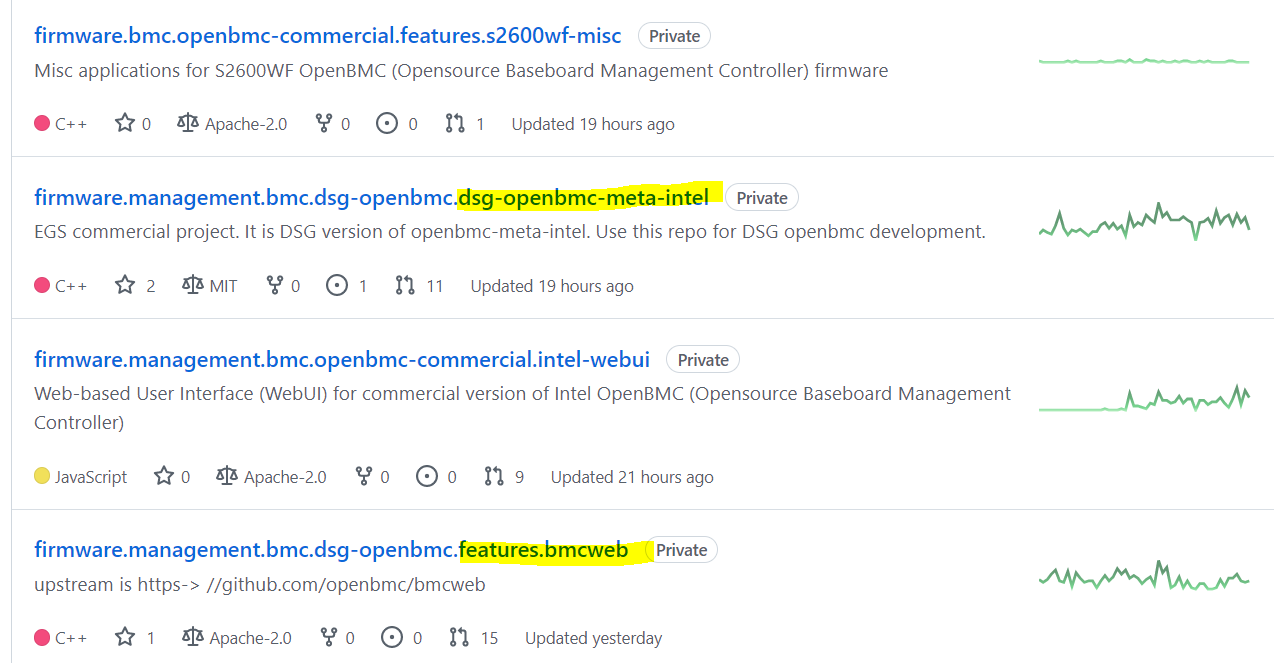 firmware.bmc.openbmc-commercial.features.s2600wf-misc Private
Misc applications for S2600WF OpenBMC (Opensource Baseboard Management Controller) firmware
C++ 0 Apache-2.0 0 0 1 Updated 19 hours ago
firmware.management.bmc.dsg-openbmc.dsg-openbmc-meta-intel Private
EGS commercial project. It is DSG version of openbmc-meta-intel. Use this repo for DSG openbmc development.
C++ 2 MIT 0 1 11 Updated 19 hours ago
firmware.management.bmc.openbmc-commercial.intel-webui Private
Web-based User Interface (WebUI) for commercial version of Intel OpenBMC (Opensource Baseboard Management
Controller)
JavaScript 0 Apache-2.0 0 0 9 Updated 21 hours ago
firmware.management.bmc.dsg-openbmc.features.bmcweb Private
upstream is https-> //github.com/openbmc/bmcweb
C++ 1 Apache-2.0 0 0 15 Updated yesterday